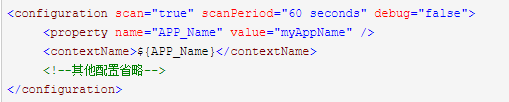 <configuration scan="true" scanPeriod="60 seconds" debug="false">
<property name="APP_Name" value="myAppName" />
<contextName>${APP_Name}</contextName>
<!--其他配置省略-->
</configuration>